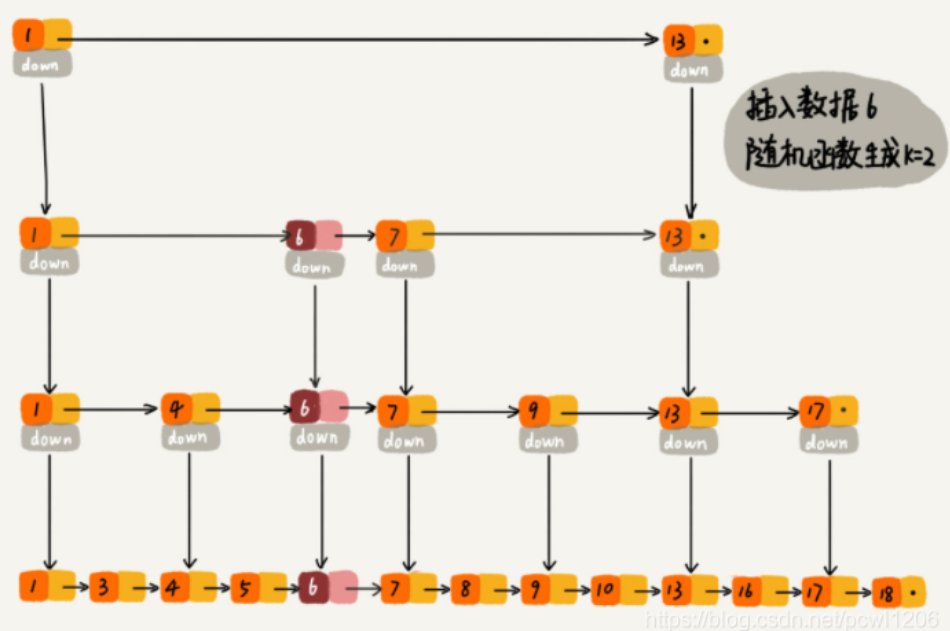 1 13
down down
插入数据6
随机函数生成K=2
1 6 7 13
down down down down
1 4 6 7 9 13 17
down down down down down down down
1 3 4 5 6 7 8 9 10 13 16 17 18
https://blog.csdn.net/pcwl1206